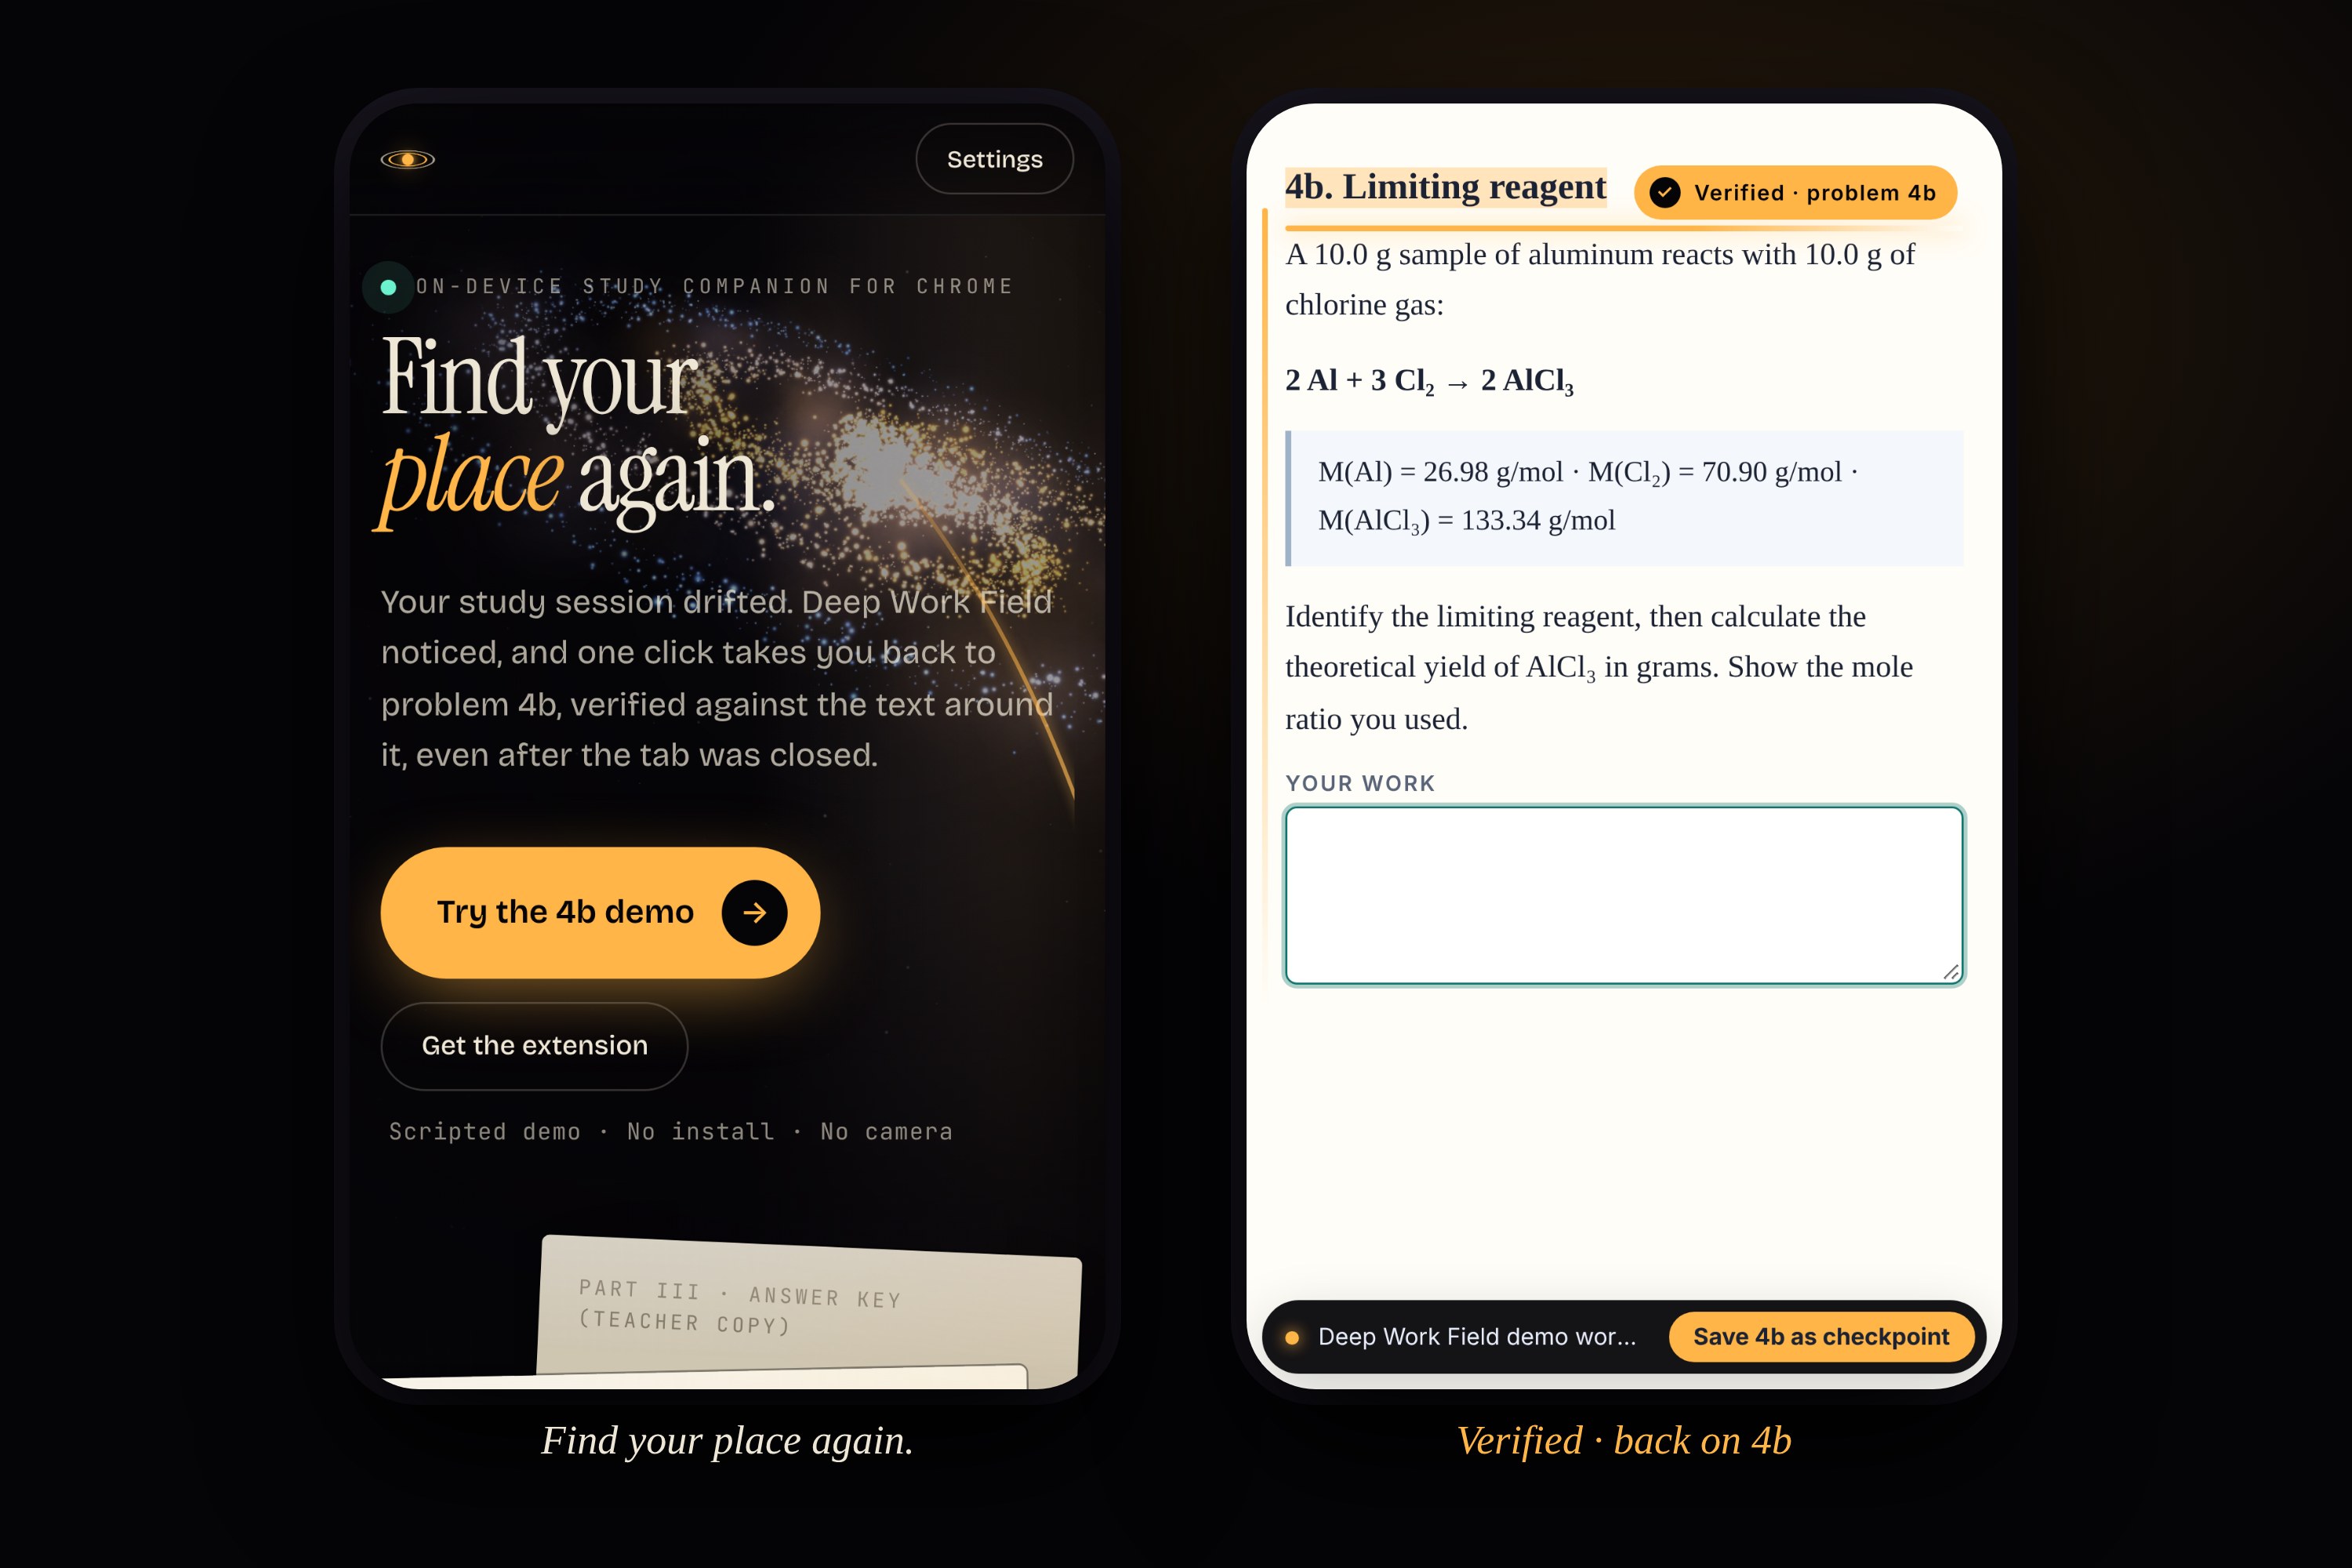 Settings
ON-DEVICE STUDY COMPANION FOR CHROME
Find your
place again.
Your study session drifted. Deep Work Field
noticed, and one click takes you back to
problem 4b, verified against the text around
it, even after the tab was closed.
Try the 4b demo
Get the extension
Scripted demo · No install · No camera
PART III · ANSWER KEY
(TEACHER COPY)
Find your place again.
4b. Limiting reagent
Verified · problem 4b
A 10.0 g sample of aluminum reacts with 10.0 g of
chlorine gas:
2 Al + 3 Cl₂ → 2 AlCl₃
M(Al) = 26.98 g/mol · M(Cl₂) = 70.90 g/mol ·
M(AlCl₃) = 133.34 g/mol
Identify the limiting reagent, then calculate the
theoretical yield of AlCl₃ in grams. Show the mole
ratio you used.
YOUR WORK
Deep Work Field demo wor...
Save 4b as checkpoint
Verified · back on 4b